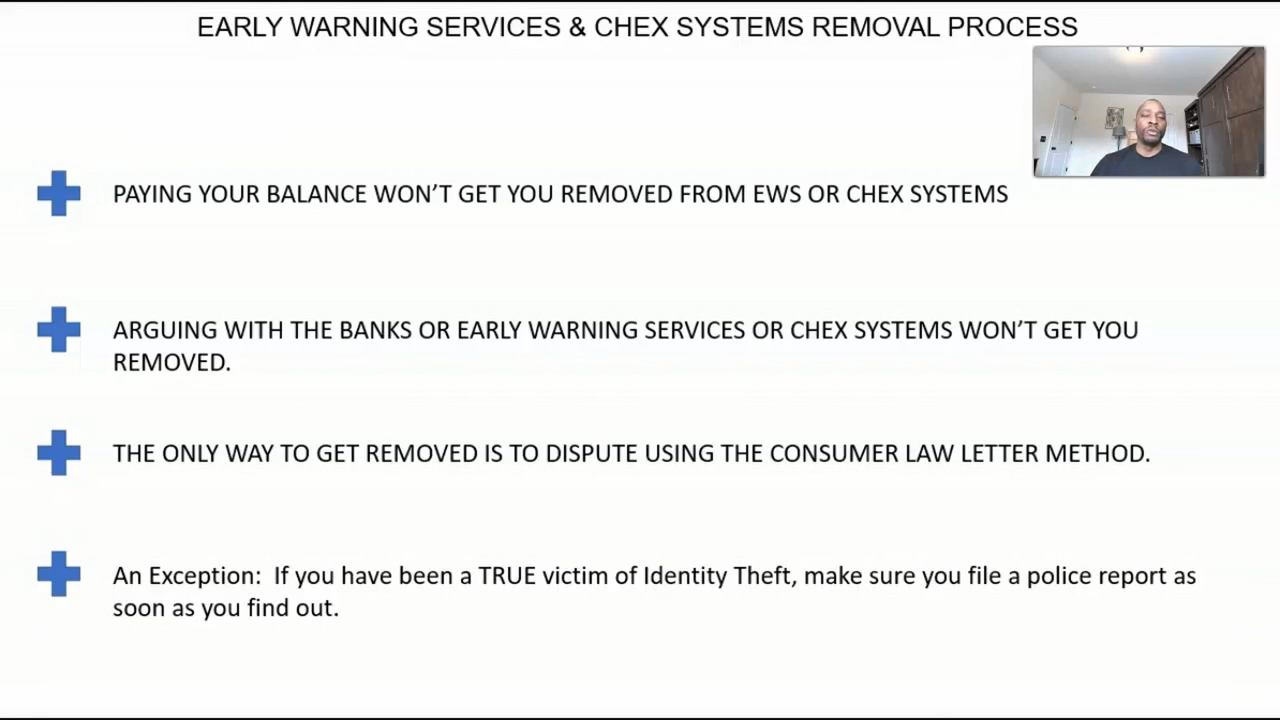 EARLY WARNING SERVICES & CHEX SYSTEMS REMOVAL PROCESS
PAYING YOUR BALANCE WON’T GET YOU REMOVED FROM EWS OR CHEX SYSTEMS
ARGUING WITH THE BANKS OR EARLY WARNING SERVICES OR CHEX SYSTEMS WON’T GET YOU
REMOVED.
THE ONLY WAY TO GET REMOVED IS TO DISPUTE USING THE CONSUMER LAW LETTER METHOD.
An Exception:  If you have been a TRUE victim of Identity Theft, make sure you file a police report as
soon as you find out.